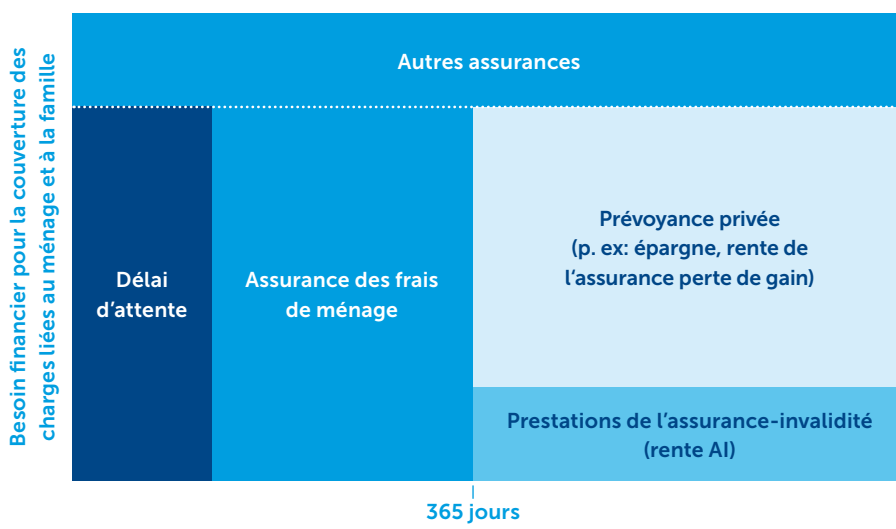 Besoin financier pour la couverture des
charges liées au ménage et à la famille
Autres assurances
Délai
d’attente
Assurance des frais
de ménage
Prévoyance privée
(p. ex: épargne, rente de
l’assurance perte de gain)
Prestations de l’assurance-invalidité
(rente AI)
365 jours